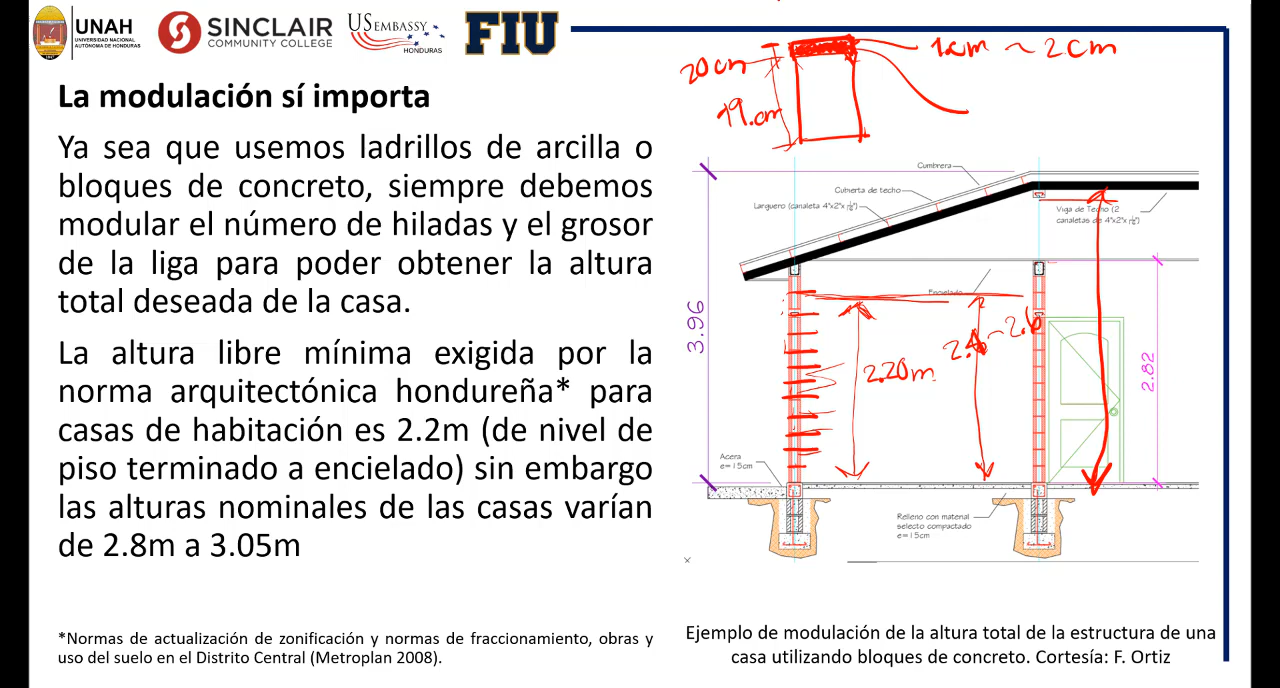 UNAH
UNIVERSIDAD NACIONAL
AUTÓNOMA DE HONDURAS
SINCLAIR
COMMUNITY COLLEGE
US EMBASSY
HONDURAS
FIU
La modulación sí importa
Ya sea que usemos ladrillos de arcilla o
bloques de concreto, siempre debemos
modular el número de hiladas y el grosor
de la liga para poder obtener la altura
total deseada de la casa.
La altura libre mínima exigida por la
norma arquitectónica hondureña* para
casas de habitación es 2.2m (de nivel de
piso terminado a encielado) sin embargo
las alturas nominales de las casas varían
de 2.8m a 3.05m
*Normas de actualización de zonificación y normas de fraccionamiento, obras y
uso del suelo en el Distrito Central (Metroplan 2008).
20cm
1cm ~ 2cm
19.cm
Cumbrera
Cubierta de techo
Larguero (canaleta 4"x2"x
Viga de Techo (2
canaletas de 4"x2"x
Encielado
3.96
2.20m
~2.6
2.82
Acera
e=15cm
Relleno con material
selecto compactado
e=15cm
x
Ejemplo de modulación de la altura total de la estructura de una
casa utilizando bloques de concreto. Cortesía: F. Ortiz